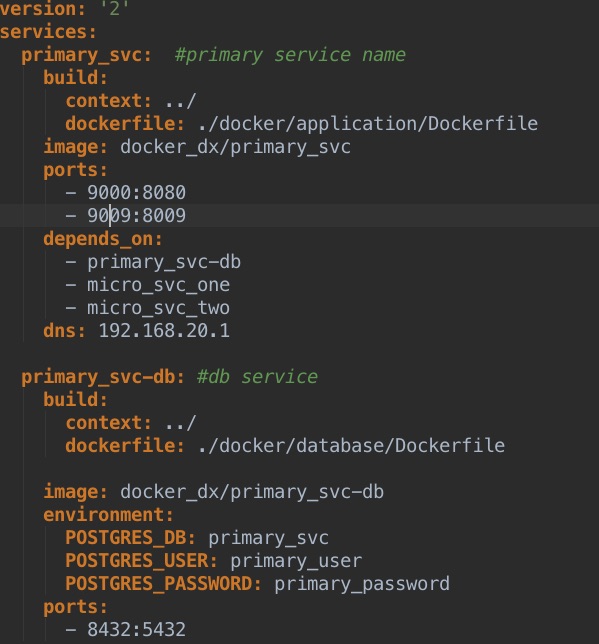 version: '2'
services:
  primary_svc:  #primary service name
    build:
      context: ../
      dockerfile: ./docker/application/Dockerfile
    image: docker_dx/primary_svc
    ports:
      - 9000:8080
      - 9009:8009
    depends_on:
      - primary_svc-db
      - micro_svc_one
      - micro_svc_two
    dns: 192.168.20.1
  primary_svc-db: #db service
    build:
      context: ../
      dockerfile: ./docker/database/Dockerfile
    image: docker_dx/primary_svc-db
    environment:
      POSTGRES_DB: primary_svc
      POSTGRES_USER: primary_user
      POSTGRES_PASSWORD: primary_password
    ports:
      - 8432:5432